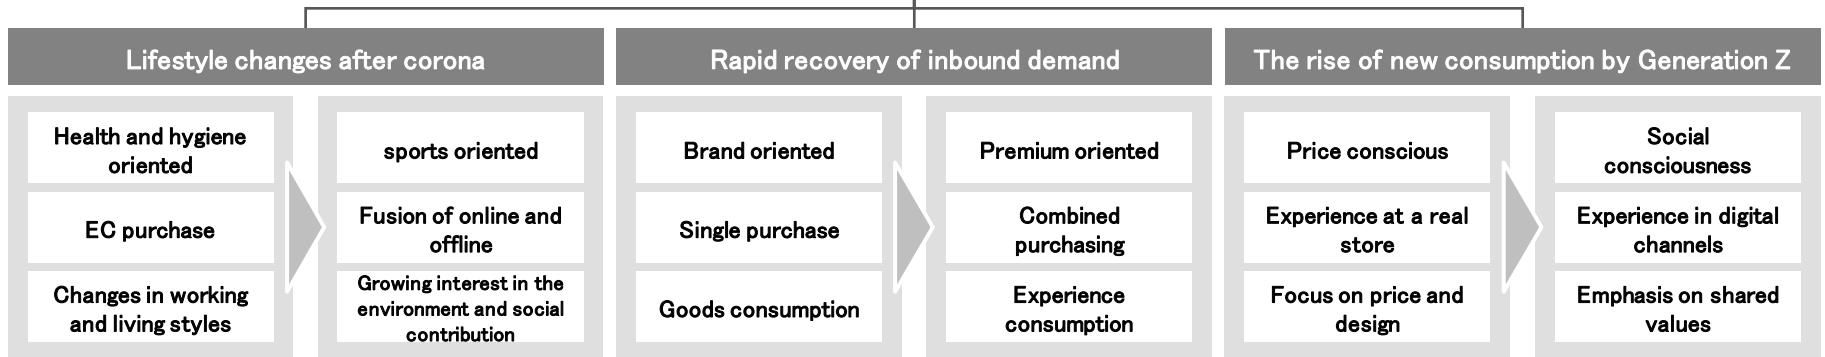 Lifestyle changes after corona
Health and hygiene
oriented
EC purchase
Changes in working
and living styles
sports oriented
Fusion of online and
offline
Growing interest in the
environment and social
contribution
Rapid recovery of inbound demand
Brand oriented
Single purchase
Goods consumption
Premium oriented
Combined
purchasing
Experience
consumption
The rise of new consumption by Generation Z
Price conscious
Experience at a real
store
Focus on price and
design
Social
consciousness
Experience in digital
channels
Emphasis on shared
values